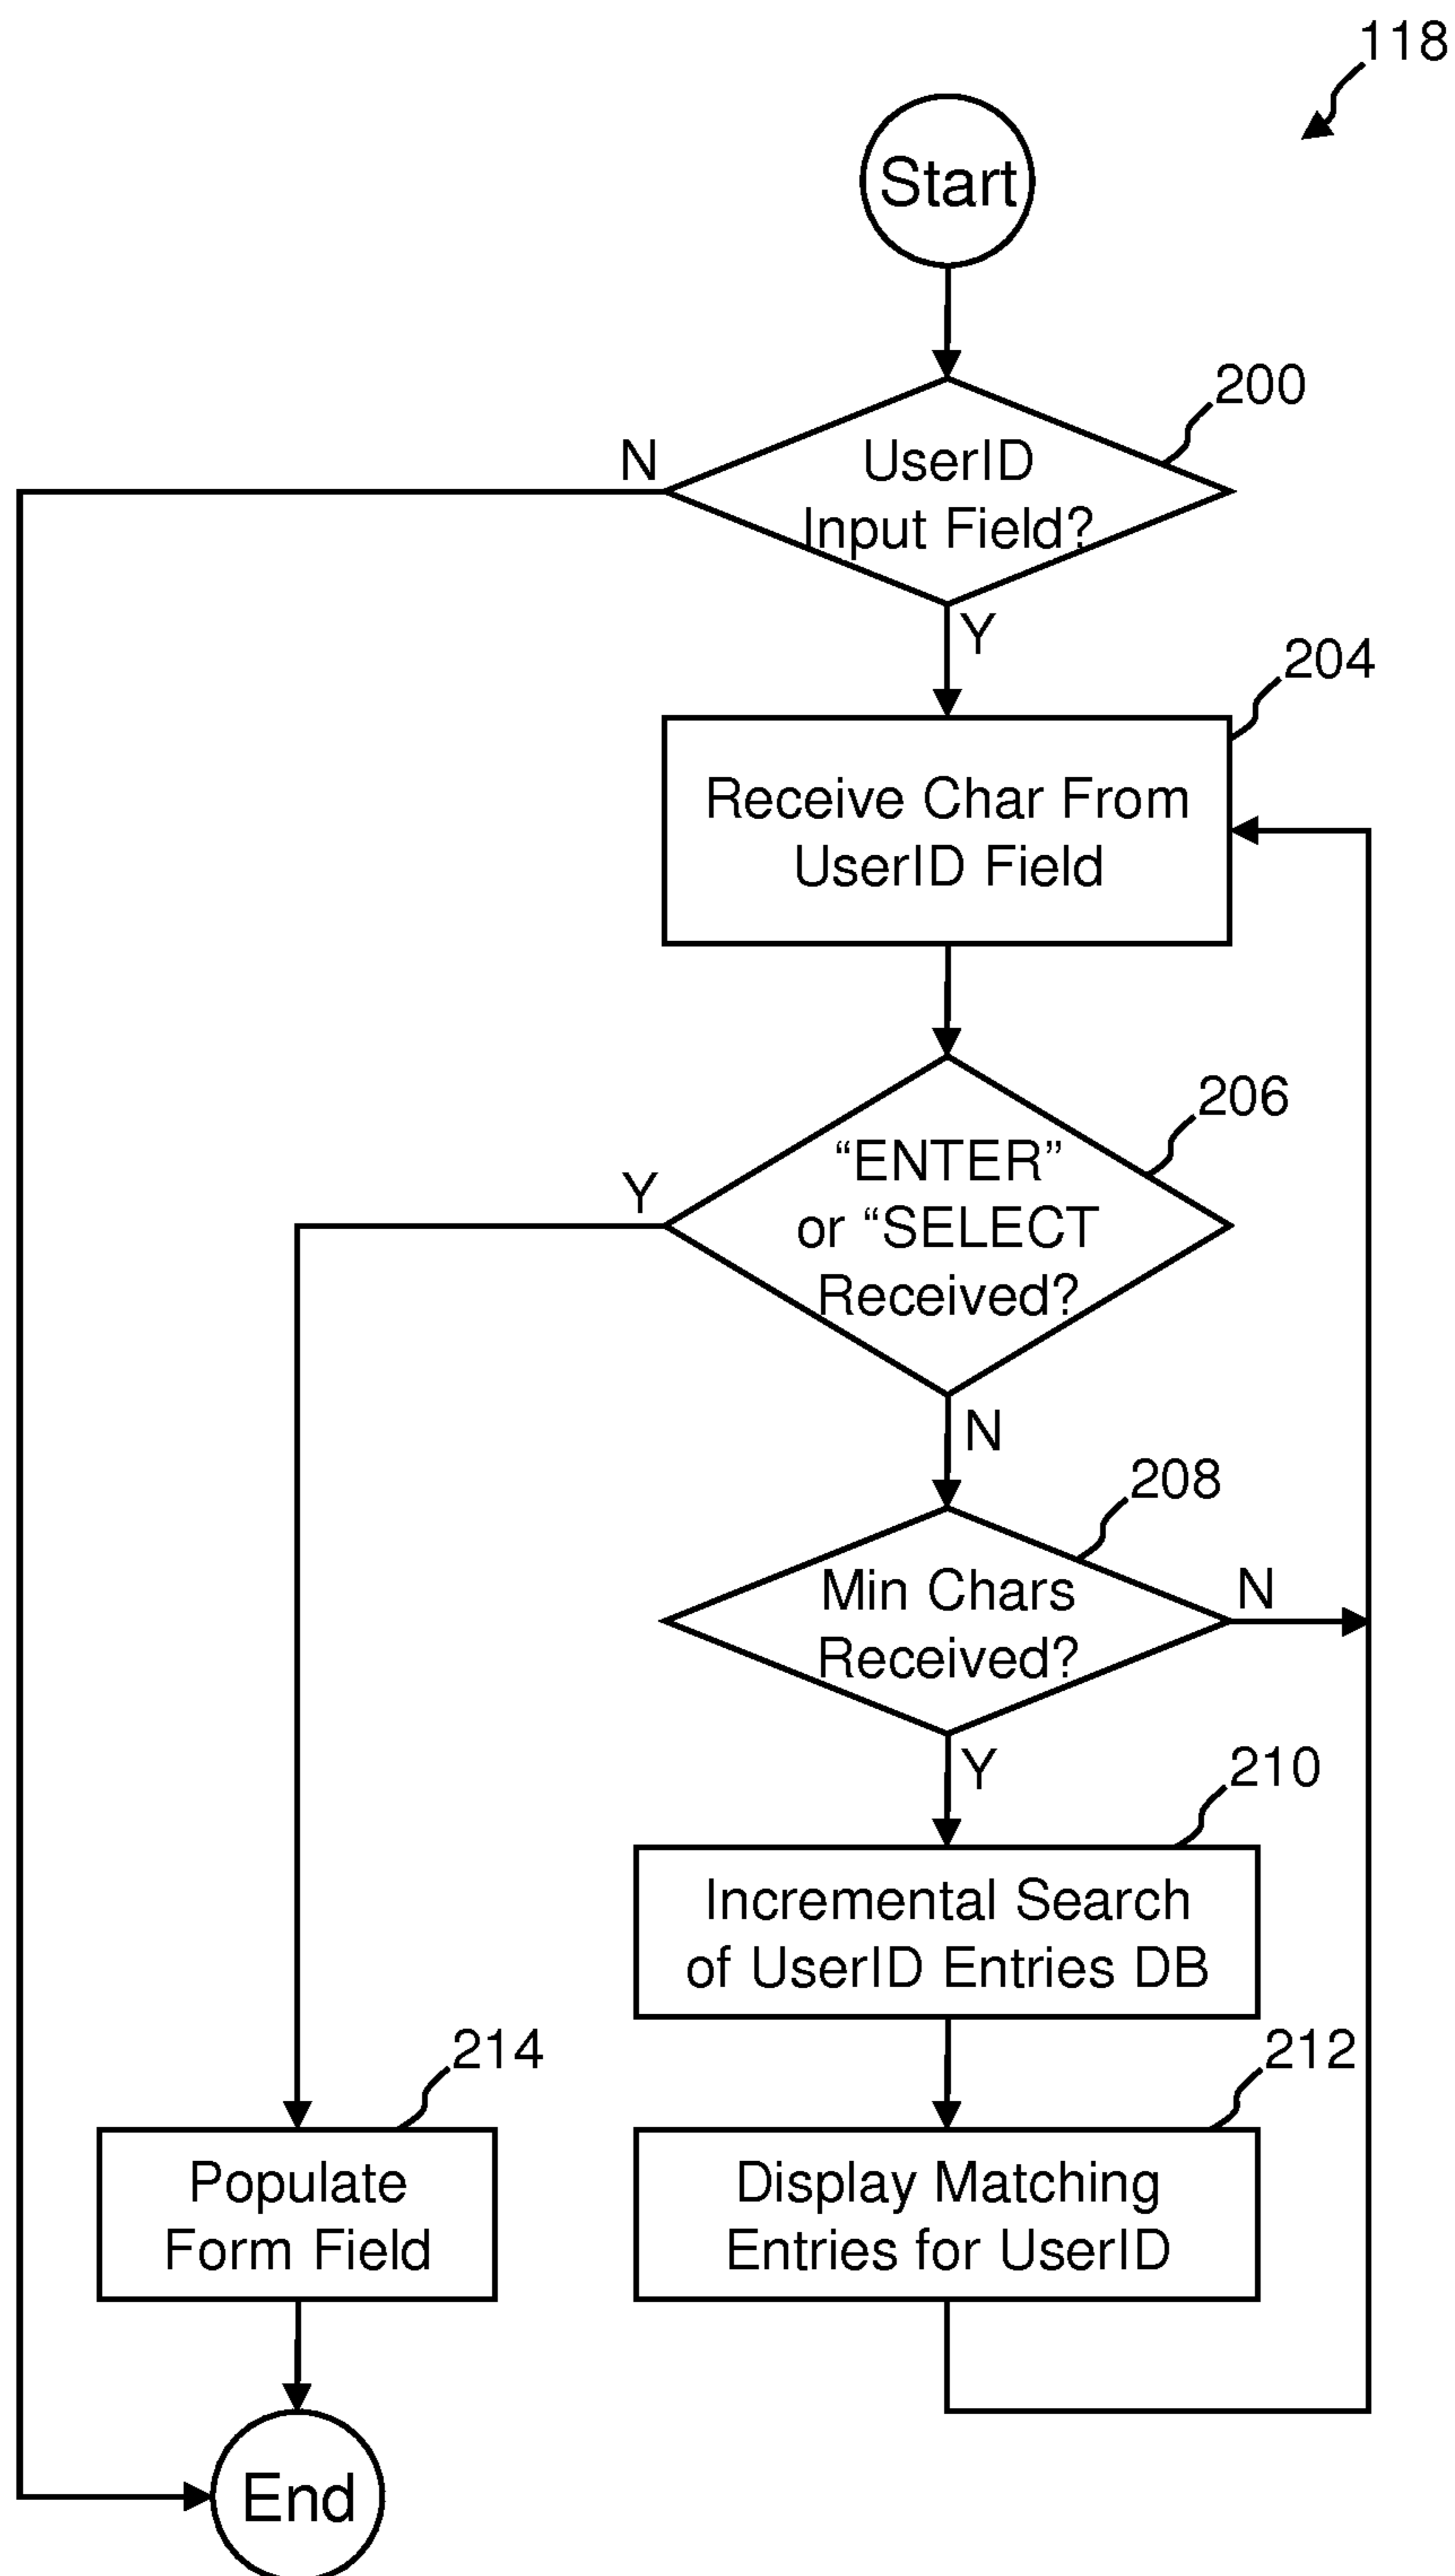 118
Start
200
N
UserID
Input Field?
Y
204
Receive Char From
UserID Field
206
Y
“ENTER”
or “SELECT
Received?
N
208
Min Chars
Received?
N
Y
210
Incremental Search
of UserID Entries DB
214
212
Populate
Form Field
Display Matching
Entries for UserID
End